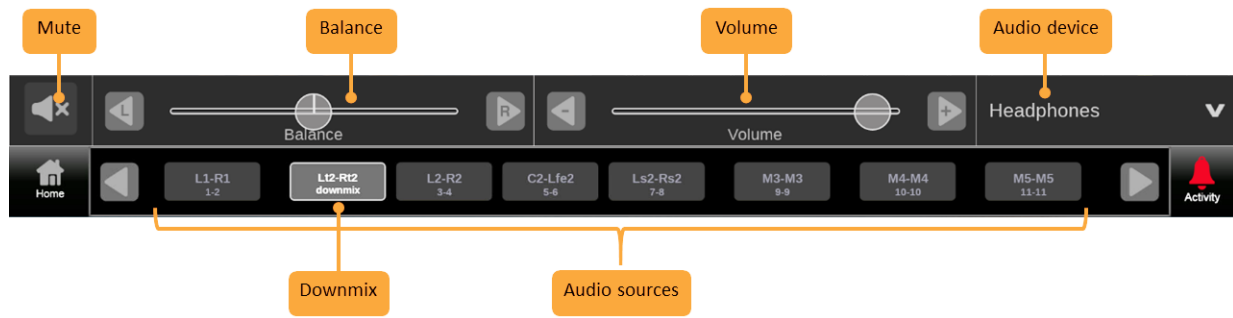 Mute
Balance
Volume
Audio device
L
R
-
+
Headphones
Balance
Volume
Home
L1-R1
1-2
Lt2-Rt2
downmix
L2-R2
3-4
C2-Lfe2
5-6
Ls2-Rs2
7-8
M3-M3
9-9
M4-M4
10-10
M5-M5
11-11
Activity
Downmix
Audio sources